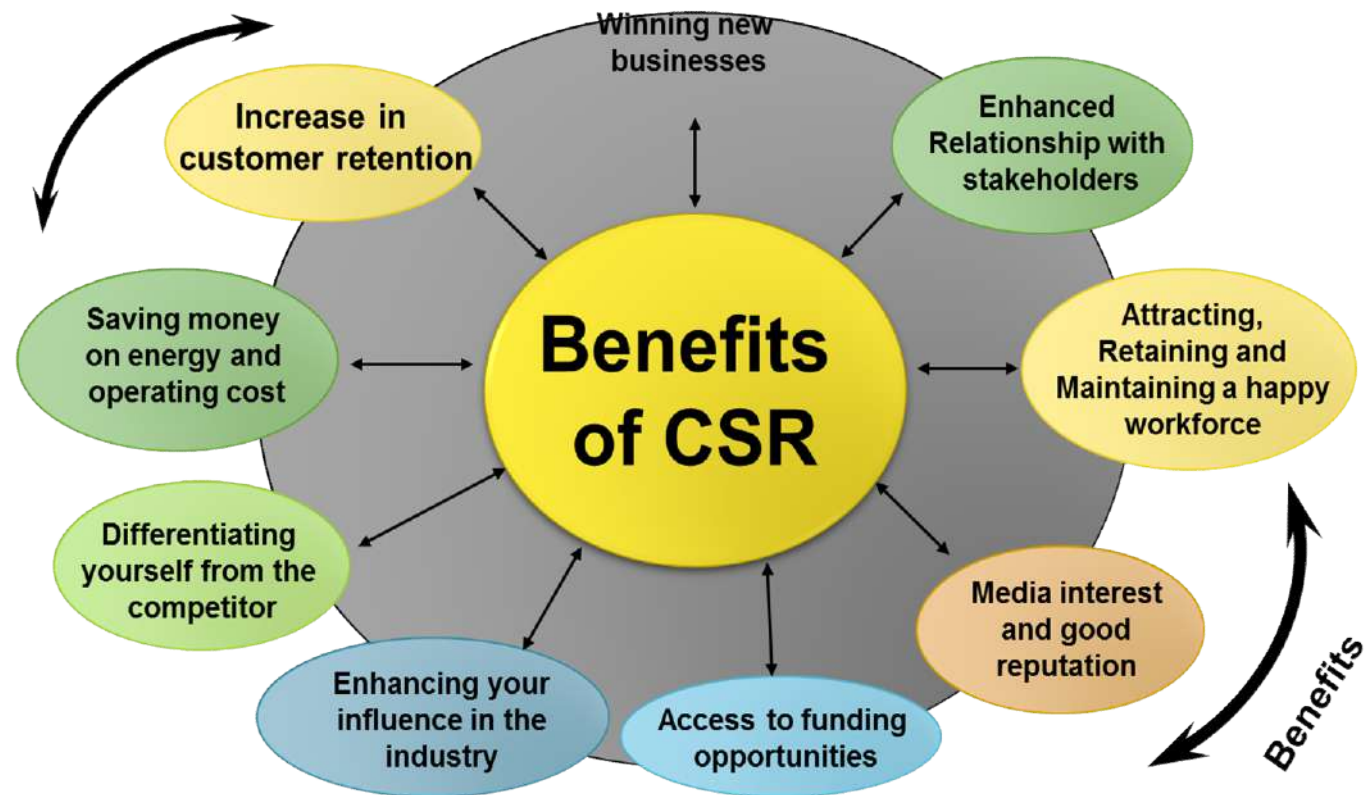 Winning new
businesses
Enhanced
Relationship with
stakeholders
Attracting,
Retaining and
Maintaining a happy
workforce
Media interest
and good
reputation
Access to funding
opportunities
Enhancing your
influence in the
industry
Differentiating
yourself from the
competitor
Saving money
on energy and
operating cost
Increase in
customer retention
Benefits
of CSR
Benefits